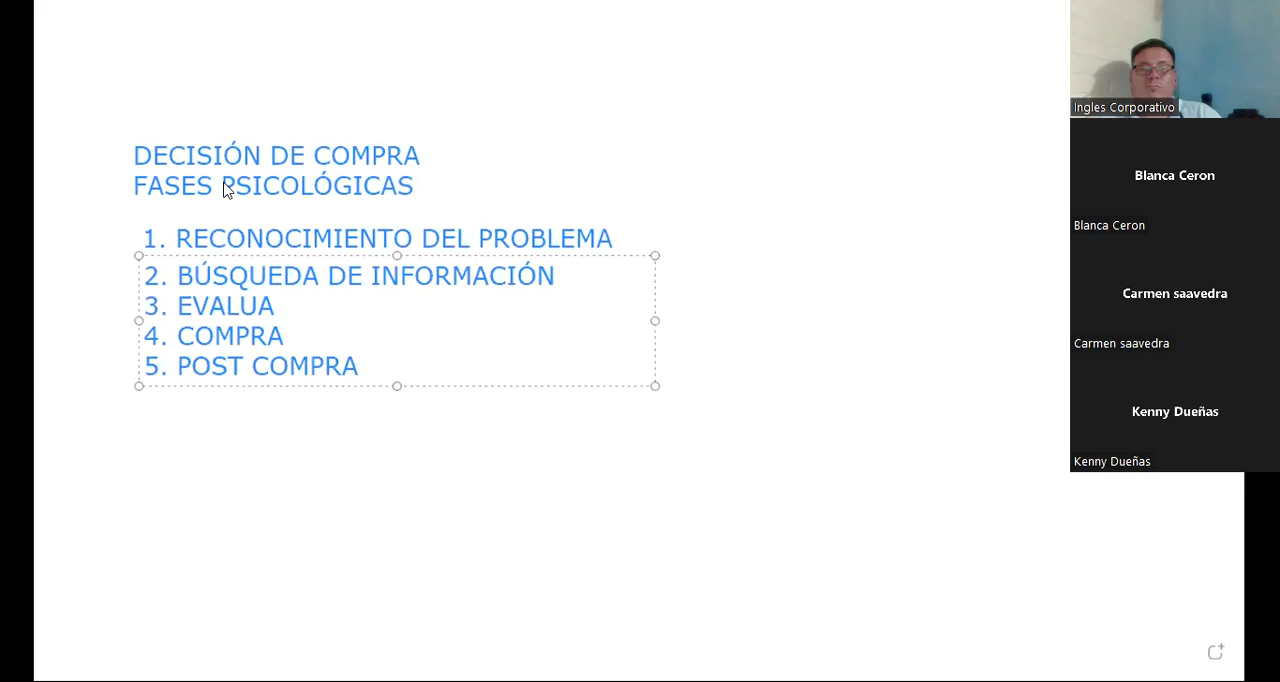 DECISIÓN DE COMPRA
FASES PSICOLÓGICAS
1. RECONOCIMIENTO DEL PROBLEMA
2. BÚSQUEDA DE INFORMACIÓN
3. EVALUA
4. COMPRA
5. POST COMPRA
Ingles Corporativo
Blanca Ceron
Blanca Ceron
Carmen saavedra
Carmen saavedra
Kenny Dueñas
Kenny Dueñas